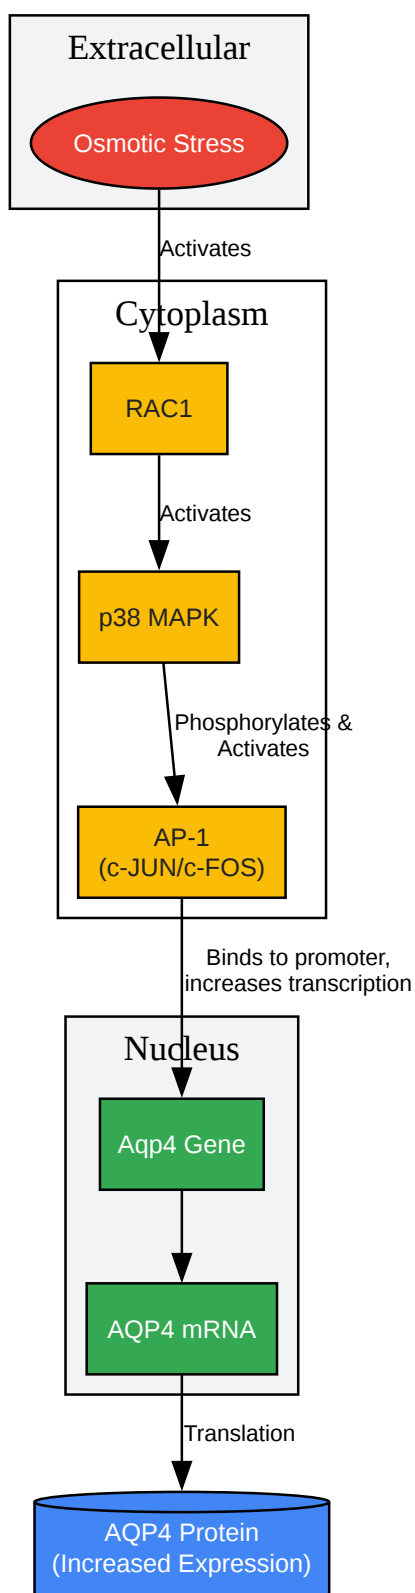 Extracellular
Osmotic Stress
Activates
Cytoplasm
RAC1
Activates
p38 MAPK
Phosphorylates &
Activates
AP-1
(c-JUN/c-FOS)
Binds to promoter,
increases transcription
Nucleus
Aqp4 Gene
AQP4 mRNA
Translation
AQP4 Protein
(Increased Expression)